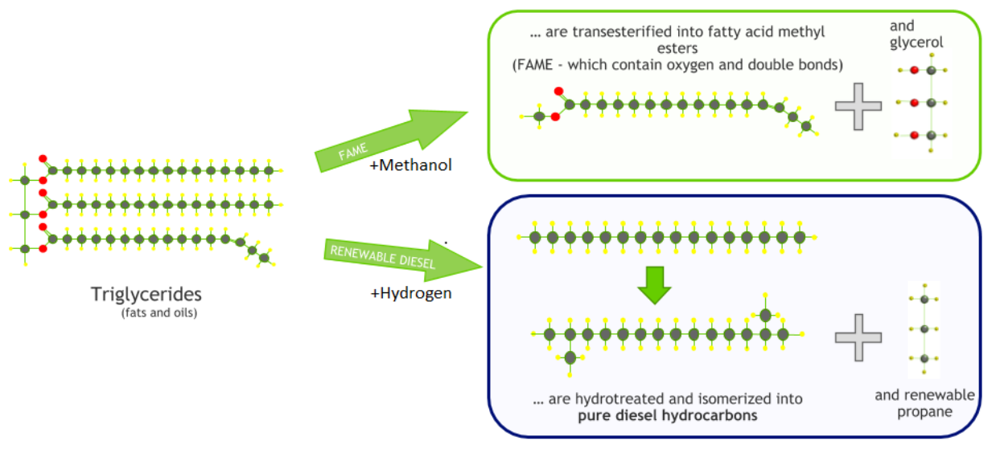 … are transesterified into fatty acid methyl
esters
(FAME - which contain oxygen and double bonds)
and
glycerol
FAME
+Methanol
Triglycerides
(fats and oils)
RENEWABLE DIESEL
+Hydrogen
… are hydrotreated and isomerized into
pure diesel hydrocarbons
and renewable
propane